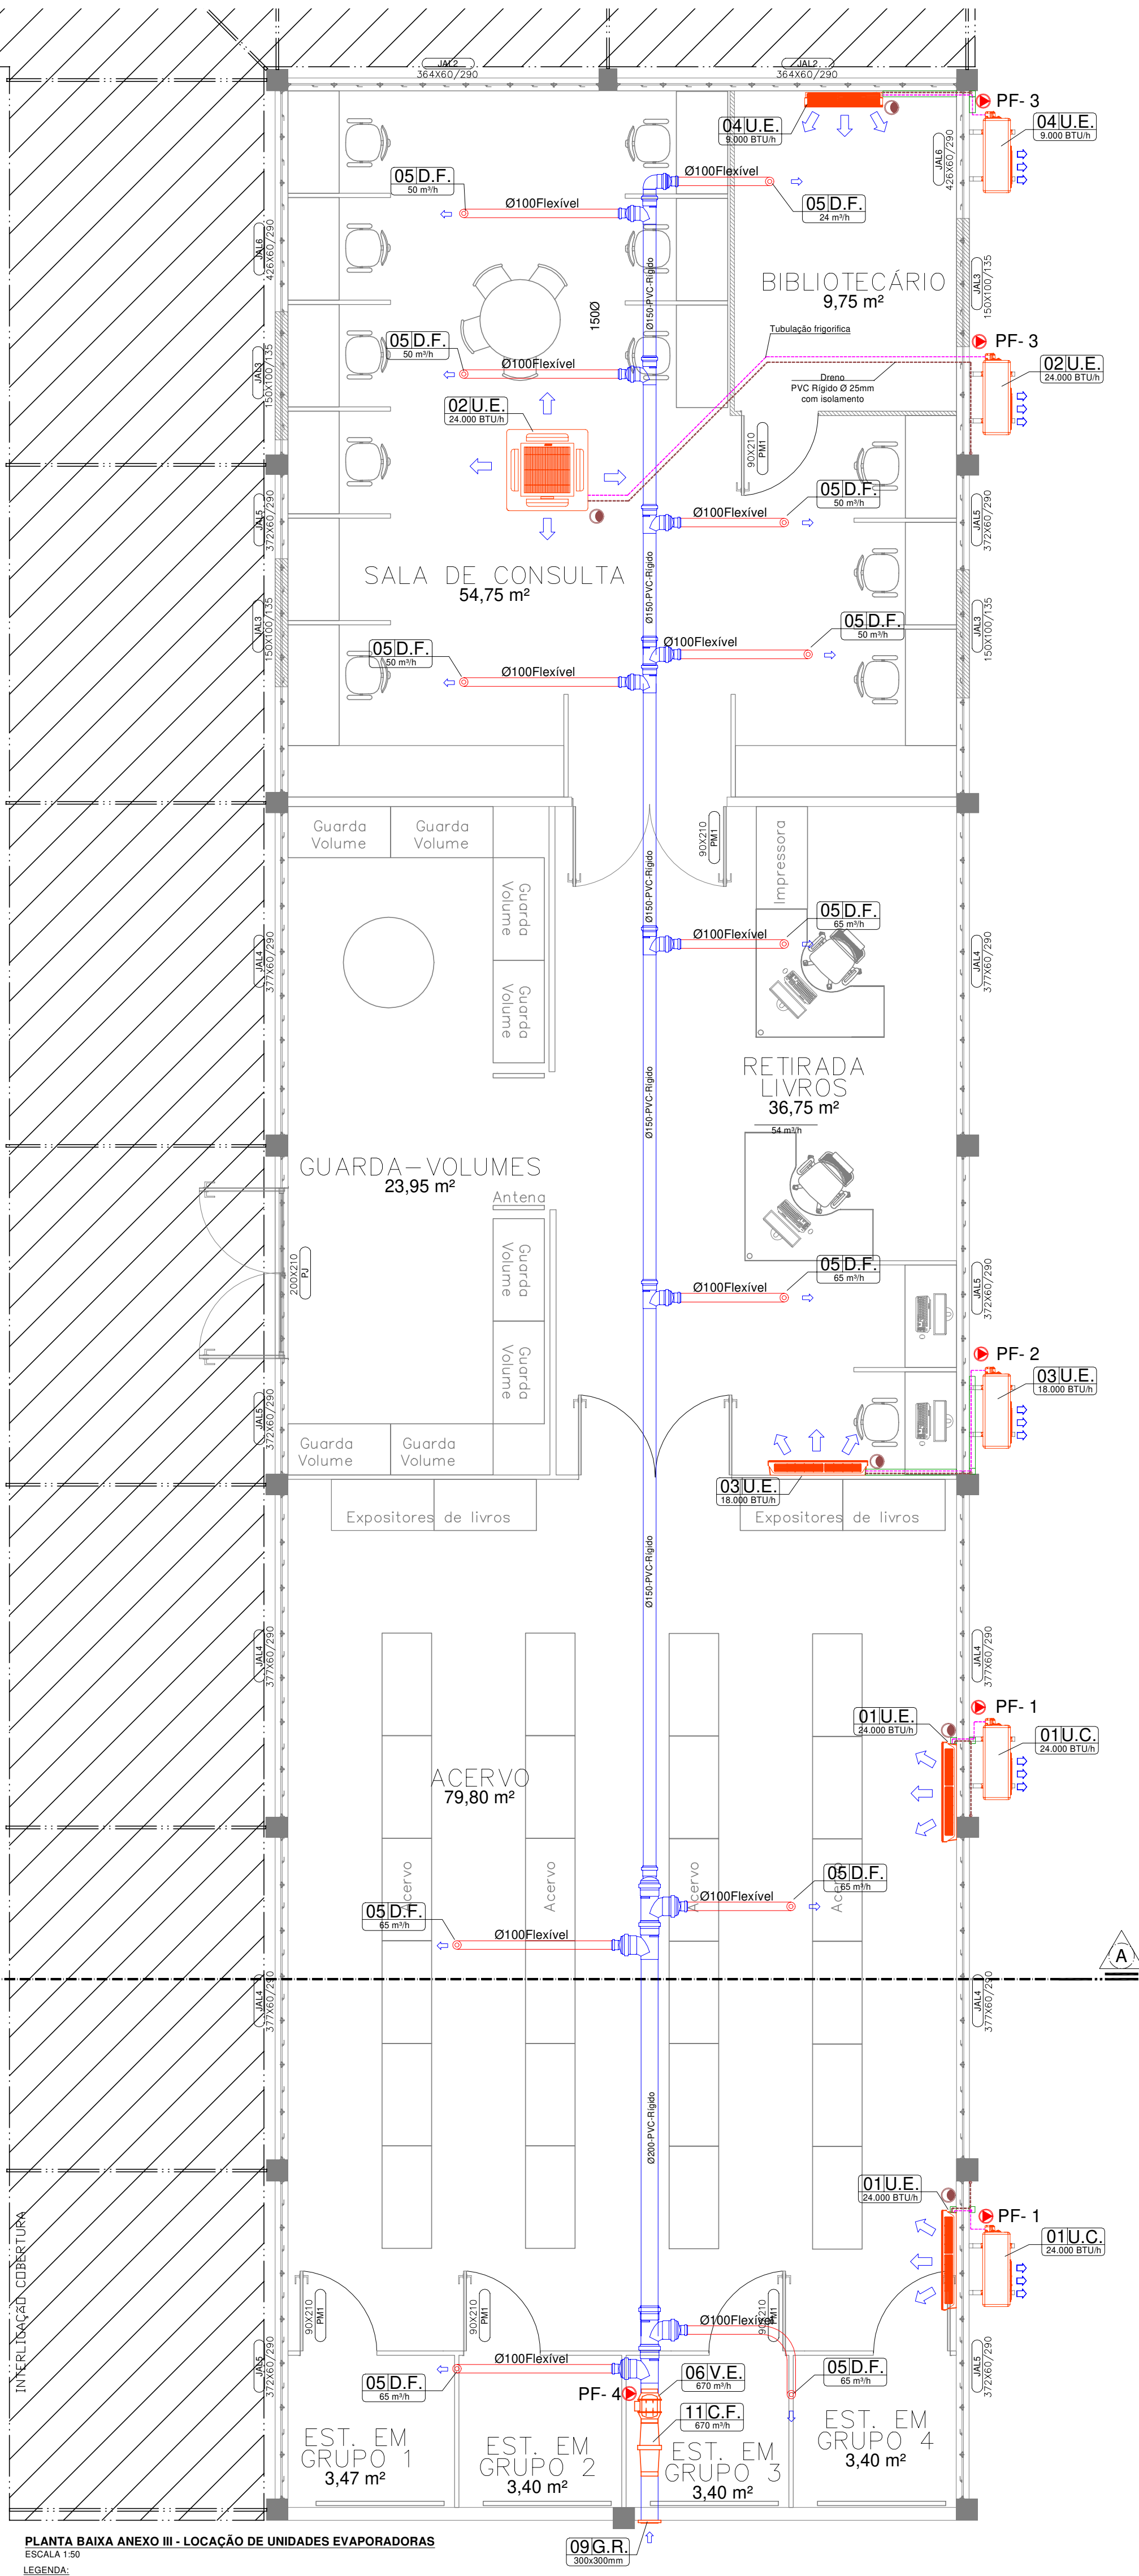 JAL2
364X60/290
JAL2
364X60/290
PF- 3
04 U.E.
9.000 BTU/h
04 U.E.
9.000 BTU/h
JAL6
426X60/290
05 D.F.
50 m³/h
Ø100Flexível
Ø100Flexível
05 D.F.
24 m³/h
JAL6
426X60/290
Ø150-PVC-Rígido
150Ø
BIBLIOTECÁRIO
9,75 m²
JAL3
150X100/135
Tubulação frigorifica
PF- 3
05 D.F.
50 m³/h
Ø100Flexível
JAL3
150X100/135
02 U.E.
24.000 BTU/h
Dreno
PVC Rígido Ø 25mm
com isolamento
02 U.E.
24.000 BTU/h
90X210
PM1
JAL5
372X60/290
05 D.F.
50 m³/h
Ø100Flexível
JAL5
372X60/290
SALA DE CONSULTA
54,75 m²
Ø150-PVC-Rígido
JAL3
150X100/135
JAL3
150X100/135
05 D.F.
50 m³/h
Ø100Flexível
05 D.F.
50 m³/h
Ø100Flexível
Guarda
Volume
Guarda
Volume
90X210
PM1
Impressora
Guarda
Volume
Ø150-PVC-Rígido
05 D.F.
65 m³/h
Ø100Flexível
JAL4
377X60/290
JAL4
377X60/290
Guarda
Volume
RETIRADA
LIVROS
36,75 m²
Ø150-PVC-Rígido
54 m³/h
GUARDA-VOLUMES
23,95 m²
Antena
200X210
PJ
Guarda
Volume
05 D.F.
65 m³/h
Ø100Flexível
JAL5
372X60/290
Guarda
Volume
PF- 2
03 U.E.
18.000 BTU/h
JAL5
372X60/290
Guarda
Volume
Guarda
Volume
03 U.E.
18.000 BTU/h
Expositores de livros
Expositores de livros
Ø150-PVC-Rígido
JAL4
377X60/290
JAL4
377X60/290
01 U.E.
24.000 BTU/h
PF- 1
01 U.C.
24.000 BTU/h
ACERVO
79,80 m²
Acervo
Acervo
Acervo
Acervo
05 D.F.
65 m³/h
Ø100Flexível
05 D.F.
65 m³/h
Ø100Flexível
A
JAL4
377X60/290
JAL4
377X60/290
Ø200-PVC-Rígido
01 U.E.
24.000 BTU/h
PF- 1
01 U.C.
24.000 BTU/h
INTERLIGAÇÃO COBERTURA
90X210
PM1
90X210
PM1
Ø100Flexível
90X210
PM1
JAL5
372X60/290
JAL5
372X60/290
Ø100Flexível
05 D.F.
65 m³/h
PF- 4
06 V.E.
670 m³/h
05 D.F.
65 m³/h
11 C.F.
670 m³/h
EST. EM
GRUPO 1
3,47 m²
EST. EM
GRUPO 2
3,40 m²
EST. EM
GRUPO 3
3,40 m²
EST. EM
GRUPO 4
3,40 m²
09 G.R.
300x300mm
PLANTA BAIXA ANEXO III - LOCAÇÃO DE UNIDADES EVAPORADORAS
ESCALA 1:50
LEGENDA: